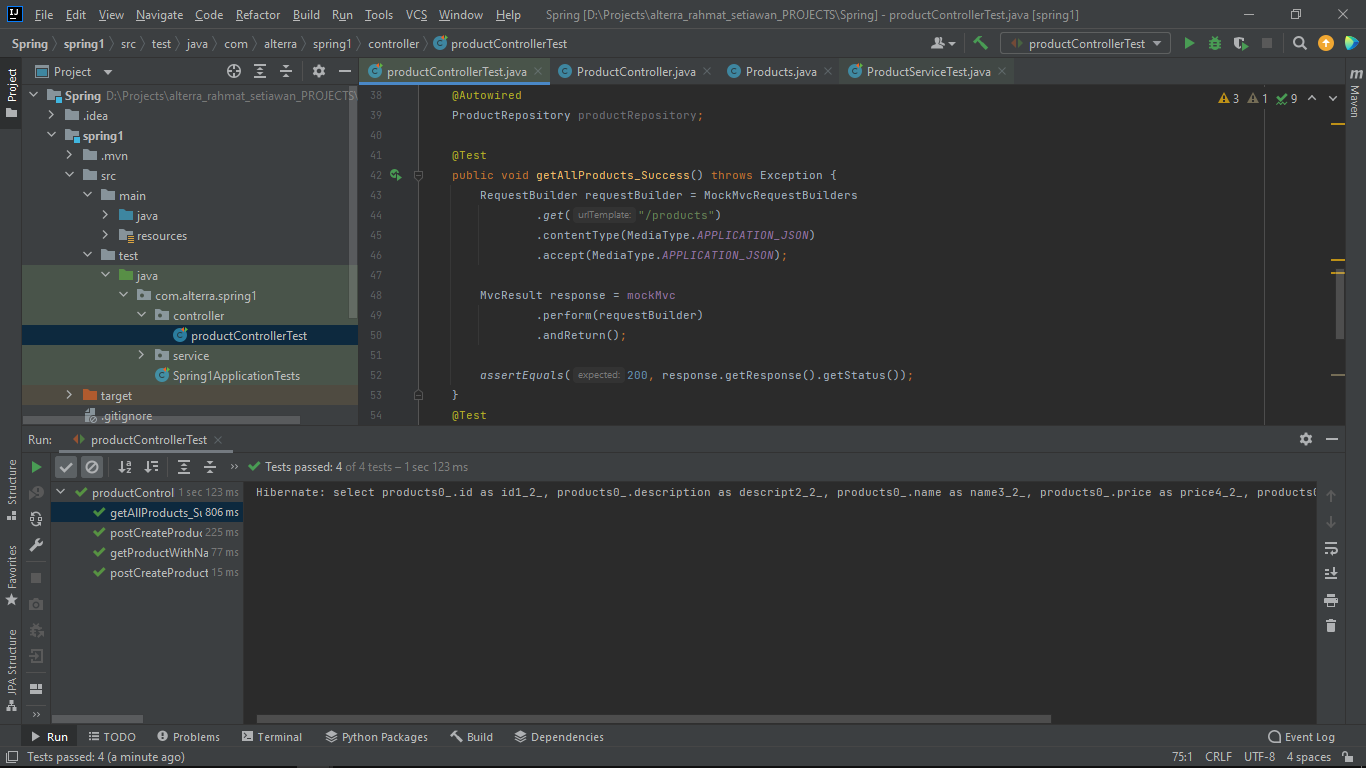 File Edit View Navigate Code Refactor Build Run Tools VCS Window Help Spring [D:\Projects\alterra_rahmat_setiawan_PROJECTS\Spring] - productControllerTest.java [spring1]
Spring spring1 src test java com alterra spring1 controller productControllerTest productControllerTest
Project
Project
productControllerTest.java ProductController.java Products.java ProductServiceTest.java
Maven
Spring D:\Projects\alterra_rahmat_setiawan_PROJECTS\
.idea
spring1
.mvn
src
main
java
resources
test
java
com.alterra.spring1
controller
productControllerTest
service
Spring1ApplicationTests
target
.gitignore
3 1 9
38 @Autowired
39 ProductRepository productRepository;
40
41 @Test
42 public void getAllProducts_Success() throws Exception {
43 RequestBuilder requestBuilder = MockMvcRequestBuilders
44 .get( urlTemplate: "/products")
45 .contentType(MediaType.APPLICATION_JSON)
46 .accept(MediaType.APPLICATION_JSON);
47
48 MvcResult response = mockMvc
49 .perform(requestBuilder)
50 .andReturn();
51
52 assertEquals( expected: 200, response.getResponse().getStatus());
53 }
54 @Test
Run: productControllerTest
Tests passed: 4 of 4 tests – 1 sec 123 ms
productControl 1 sec 123 ms
getAllProducts_Su 806 ms
postCreateProduc 225 ms
getProductWithNa 77 ms
postCreateProduct 15 ms
Hibernate: select products0_.id as id1_2_, products0_.description as descript2_2_, products0_.name as name3_2_, products0_.price as price4_2_, products0
Structure
Favorites
JPA Structure
Run TODO Problems Terminal Python Packages Build Dependencies Event Log
Tests passed: 4 (a minute ago) 75:1 CRLF UTF-8 4 spaces